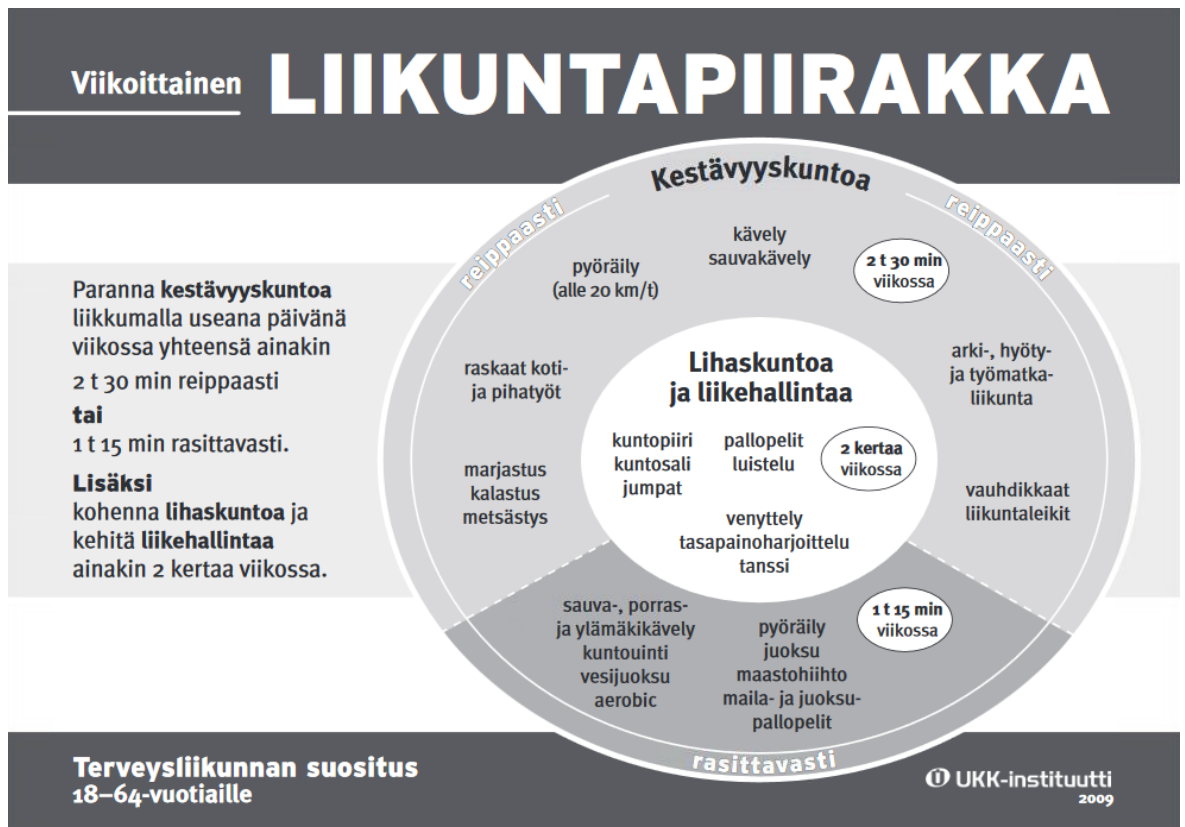 Viikoittainen LIIKUNTAPIIRAKKA
Paranna kestävyyskuntoa
liikkumalla useana päivänä
viikossa yhteensä ainakin
2 t 30 min reippaasti
tai
1 t 15 min rasittavasti.
Lisäksi
kohenna lihaskuntoa ja
kehitä liikehallintaa
ainakin 2 kertaa viikossa.
Kestävyyskuntoa
reippaasti
reippaasti
kävely
sauvakävely
2 t 30 min
viikossa
pyöräily
(alle 20 km/t)
raskaat koti-
ja pihatyöt
marjastus
kalastus
metsästys
arki-, hyöty-
ja työmatka-
liikunta
vauhdikkaat
liikuntaleikit
Lihaskuntoa
ja liikehallintaa
kuntopiiri
kuntosali
jumpat
pallopelit
luistelu
2 kertaa
viikossa
venyttely
tasapainoharjoittelu
tanssi
sauva-, porras-
ja ylämäkikävely
kuntouinti
vesijuoksu
aerobic
pyöräily
juoksu
maastohiihto
maila- ja juoksu-
pallopelit
1 t 15 min
viikossa
rasittavasti
Terveysliikunnan suositus
18–64-vuotiaille
UKK-instituutti
2009